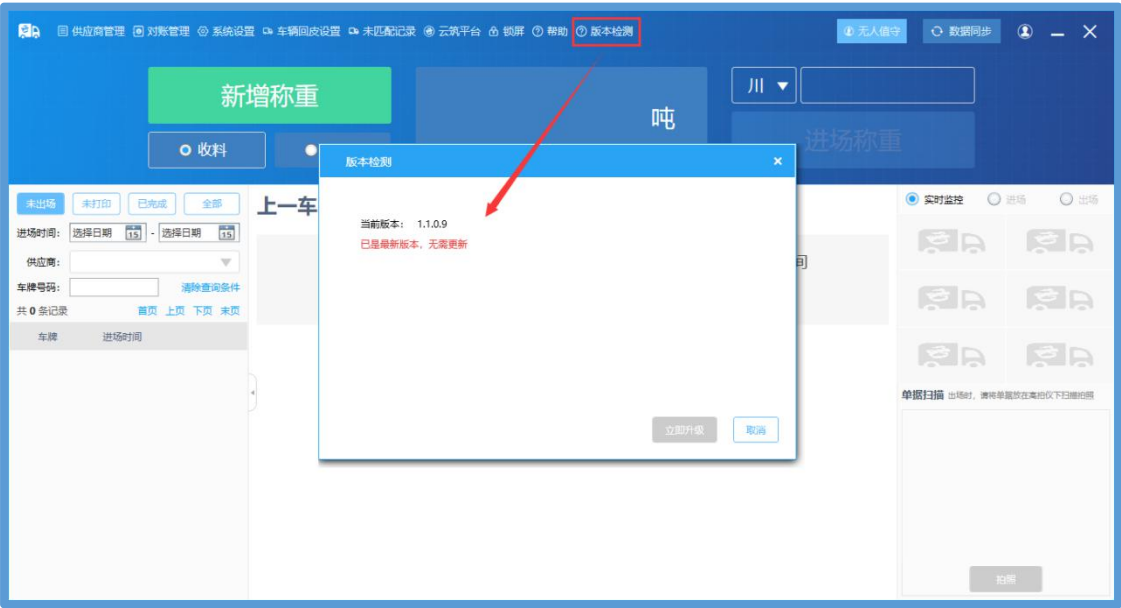 供应商管理 对账管理 系统设置 车辆回皮设置 未匹配记录 云筑平台 锁屏 帮助 版本检测 无人值守 数据同步
新增称重
吨
川
收料
进场称重
版本检测
当前版本： 1.1.0.9
已是最新版本，无需更新
立即升级 取消
未出场 未打印 已完成 全部
进场时间： 选择日期 15 - 选择日期 15
供应商：
车牌号码： 清除查询条件
共 0 条记录 首页 上页 下页 末页
车牌 进场时间
上一车
间
实时监控 进场 出场
单据扫描 出场时，请将单据放在高拍仪下扫描拍照
拍照